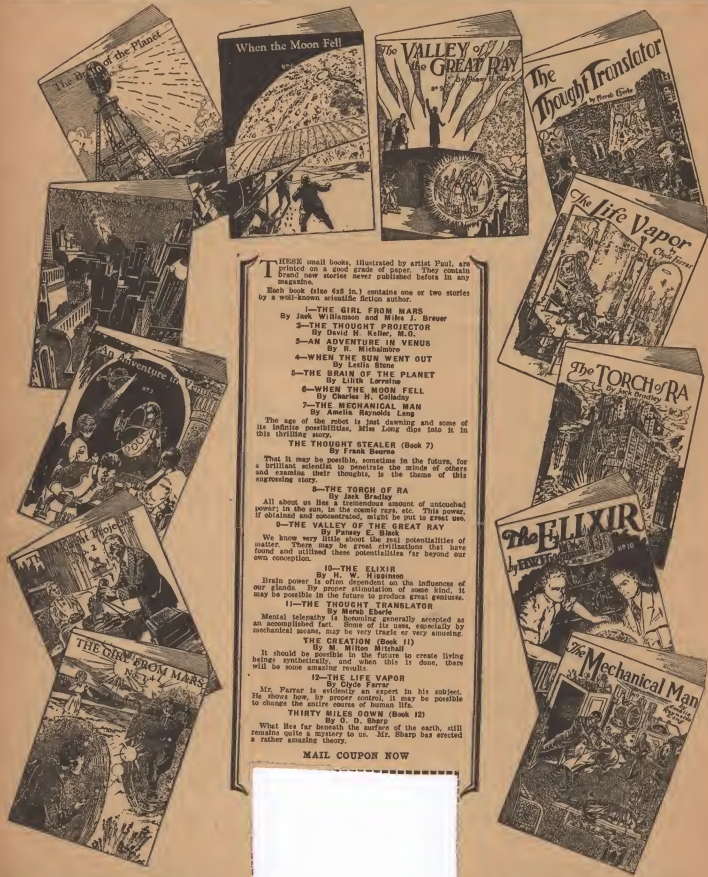 The Brain of the Planet
When the Moon Fell
Nº 6
The VALLEY of
the GREAT RAY
by Pansy E. Black
Nº 9
The
Thought Translator
by Merab Eberle
The Life Vapor
Clyde Farrar
The TORCH of RA
By Jack Bradley
The ELIXIR
by
Nº 10
The Mechanical Man
An Adventure in Venus
Nº 3
2
THE GIRL FROM MARS
Nº 1
THESE small books, illustrated by artist Paul, are
printed on a good grade of paper. They contain
brand new stories never published before in any
magazine.
Each book (size 6x8 in.) contains one or two stories
by a well-known scientific fiction author.
1—THE GIRL FROM MARS
By Jack Williamson and Miles J. Breuer
2—THE THOUGHT PROJECTOR
By David H. Keller, M.D.
3—AN ADVENTURE IN VENUS
By R. Michelmore
4—WHEN THE SUN WENT OUT
By Leslie Stone
5—THE BRAIN OF THE PLANET
By Lilith Lorraine
6—WHEN THE MOON FELL
By Charles H. Colladay
7—THE MECHANICAL MAN
By Amelia Reynolds Long
The age of the robot is just dawning and some of
its infinite possibilities, Miss Long dips into it in
this thrilling story.
THE THOUGHT STEALER (Book 7)
By Frank Bourne
That it may be possible, sometime in the future, for
a brilliant scientist to penetrate the minds of others
and examine their thoughts, is the theme of this
engrossing story.
8—THE TORCH OF RA
By Jack Bradley
All about us lies a tremendous amount of untouched
power; in the sun, in the cosmic rays, etc. This power,
if obtained and concentrated, might be put to great use.
9—THE VALLEY OF THE GREAT RAY
By Pansey E. Black
We know very little about the real potentialities of
matter. There may be great civilizations that have
found and utilized these potentialities far beyond our
own conception.
10—THE ELIXIR
By H. W. Higginson
Brain power is often dependent on the influences of
our glands. By proper stimulation of some kind, it
may be possible in the future to produce great geniuses.
11—THE THOUGHT TRANSLATOR
By Merab Eberle
Mental telepathy is becoming generally accepted as
an accomplished fact. Some of its uses, especially by
mechanical means, may be very tragic or very amusing.
THE CREATION (Book 11)
By M. Milton Mitchell
It should be possible in the future to create living
beings synthetically, and when this is done, there
will be some amazing results.
12—THE LIFE VAPOR
By Clyde Farrar
Mr. Farrar is evidently an expert in his subject.
He shows how, by proper control, it may be possible
to change the entire course of human life.
THIRTY MILES DOWN (Book 12)
By O. D. Sharp
What lies far beneath the surface of the earth, still
remains quite a mystery to us. Mr. Sharp has erected
a rather amazing theory.
MAIL COUPON NOW